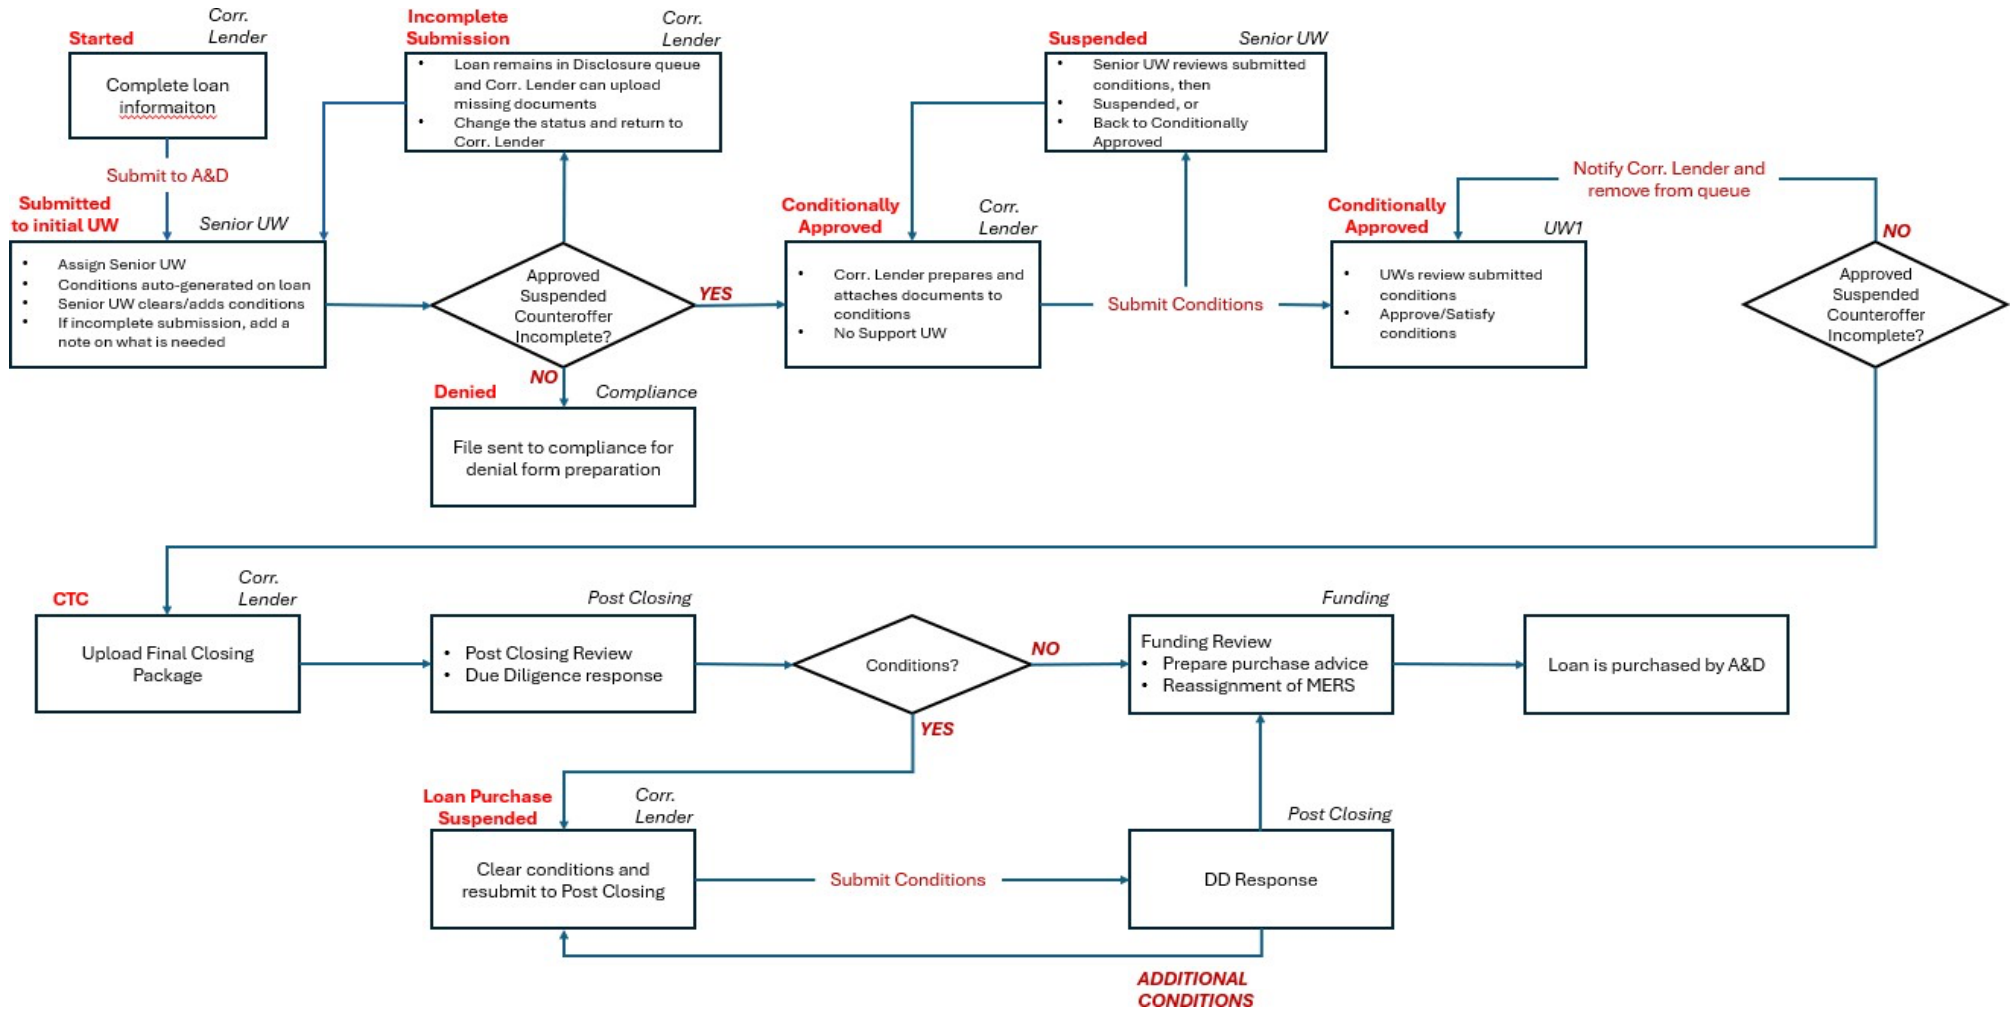 Started
Corr.
Lender
Complete loan
informaiton
Submit to A&D
Incomplete
Submission
Corr.
Lender
• Loan remains in Disclosure queue
and Corr. Lender can upload
missing documents
• Change the status and return to
Corr. Lender
Suspended
Senior UW
• Senior UW reviews submitted
conditions, then
• Suspended, or
• Back to Conditionally
Approved
Submitted
to initial UW
Senior UW
• Assign Senior UW
• Conditions auto-generated on loan
• Senior UW clears/adds conditions
• If incomplete submission, add a
note on what is needed
Approved
Suspended
Counteroffer
Incomplete?
YES
NO
Denied
Compliance
File sent to compliance for
denial form preparation
Conditionally
Approved
Corr.
Lender
• Corr. Lender prepares and
attaches documents to
conditions
• No Support UW
Submit Conditions
Conditionally
Approved
UW1
• UWs review submitted
conditions
• Approve/Satisfy
conditions
Notify Corr. Lender and
remove from queue
NO
Approved
Suspended
Counteroffer
Incomplete?
CTC
Corr.
Lender
Upload Final Closing
Package
Post Closing
• Post Closing Review
• Due Diligence response
Conditions?
NO
YES
Funding
Funding Review
• Prepare purchase advice
• Reassignment of MERS
Loan is purchased by A&D
Loan Purchase
Suspended
Corr.
Lender
Clear conditions and
resubmit to Post Closing
Submit Conditions
Post Closing
DD Response
ADDITIONAL
CONDITIONS